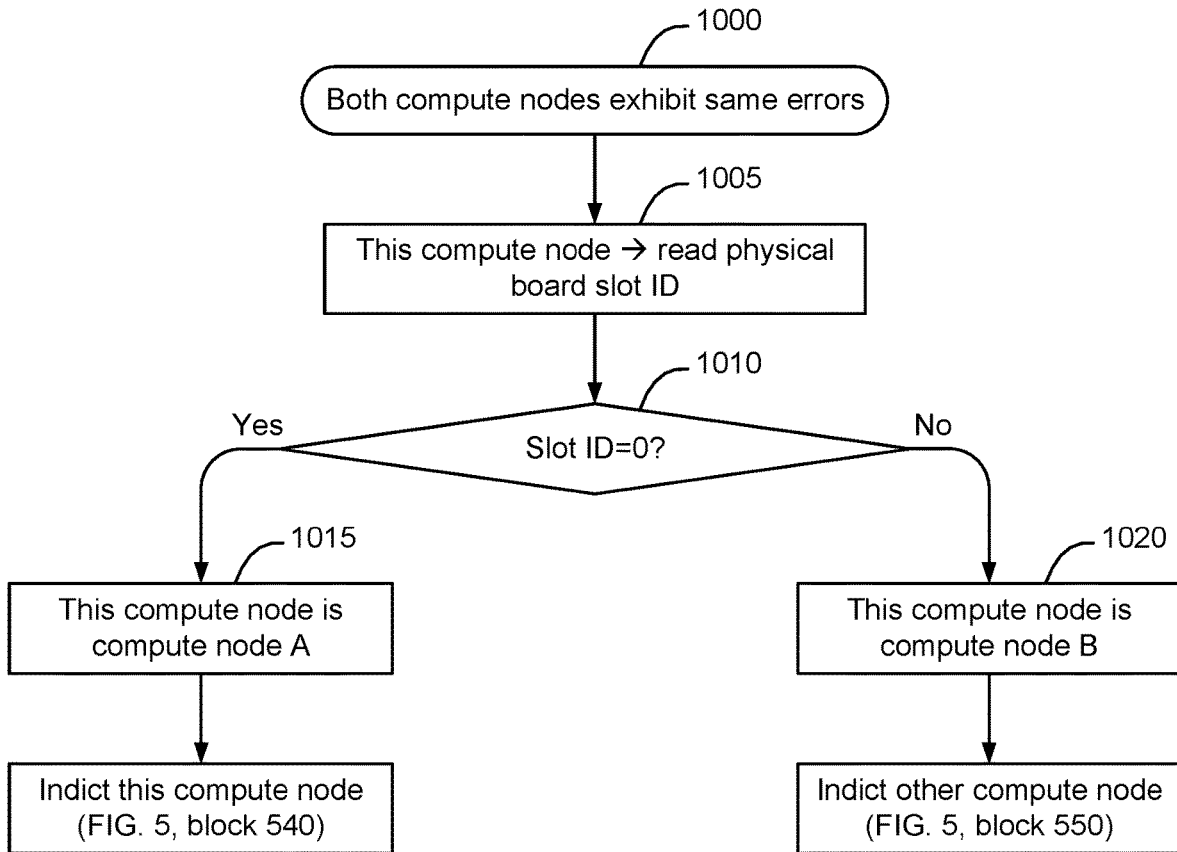 1000
Both compute nodes exhibit same errors
1005
This compute node → read physical
board slot ID
1010
Yes
No
Slot ID=0?
1015
1020
This compute node is
compute node A
This compute node is
compute node B
Indict this compute node
(FIG. 5, block 540)
Indict other compute node
(FIG. 5, block 550)